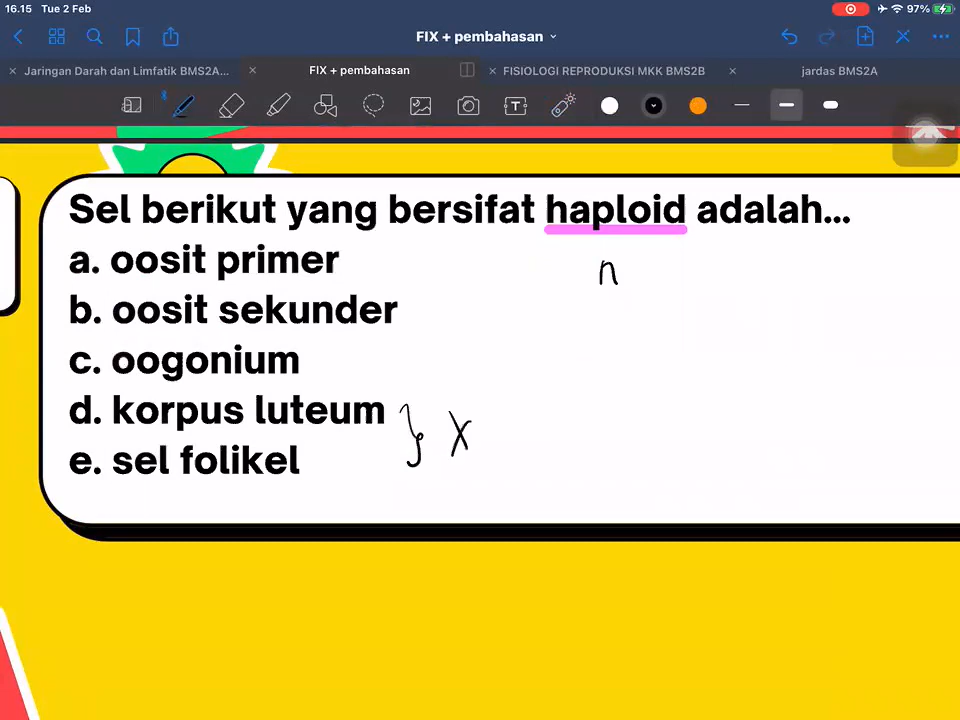 16.15 Tue 2 Feb
97%
FIX + pembahasan
Jaringan Darah dan Limfatik BMS2A...
FIX + pembahasan
FISIOLOGI REPRODUKSI MKK BMS2B
jardas BMS2A
Sel berikut yang bersifat haploid adalah...
a. oosit primer
n
b. oosit sekunder
c. oogonium
d. korpus luteum
} X
e. sel folikel